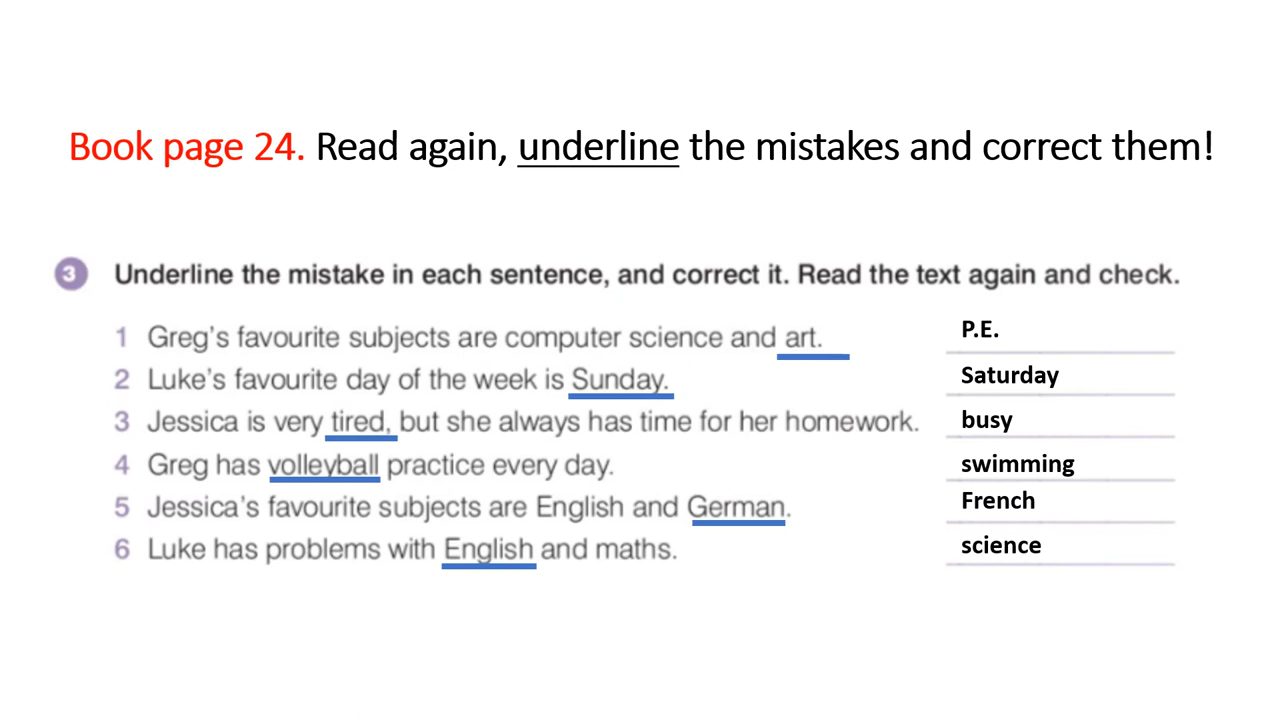 Book page 24. Read again, underline the mistakes and correct them!
3 Underline the mistake in each sentence, and correct it. Read the text again and check.
1 Greg's favourite subjects are computer science and art. P.E.
2 Luke's favourite day of the week is Sunday. Saturday
3 Jessica is very tired, but she always has time for her homework. busy
4 Greg has volleyball practice every day. swimming
5 Jessica's favourite subjects are English and German. French
6 Luke has problems with English and maths. science